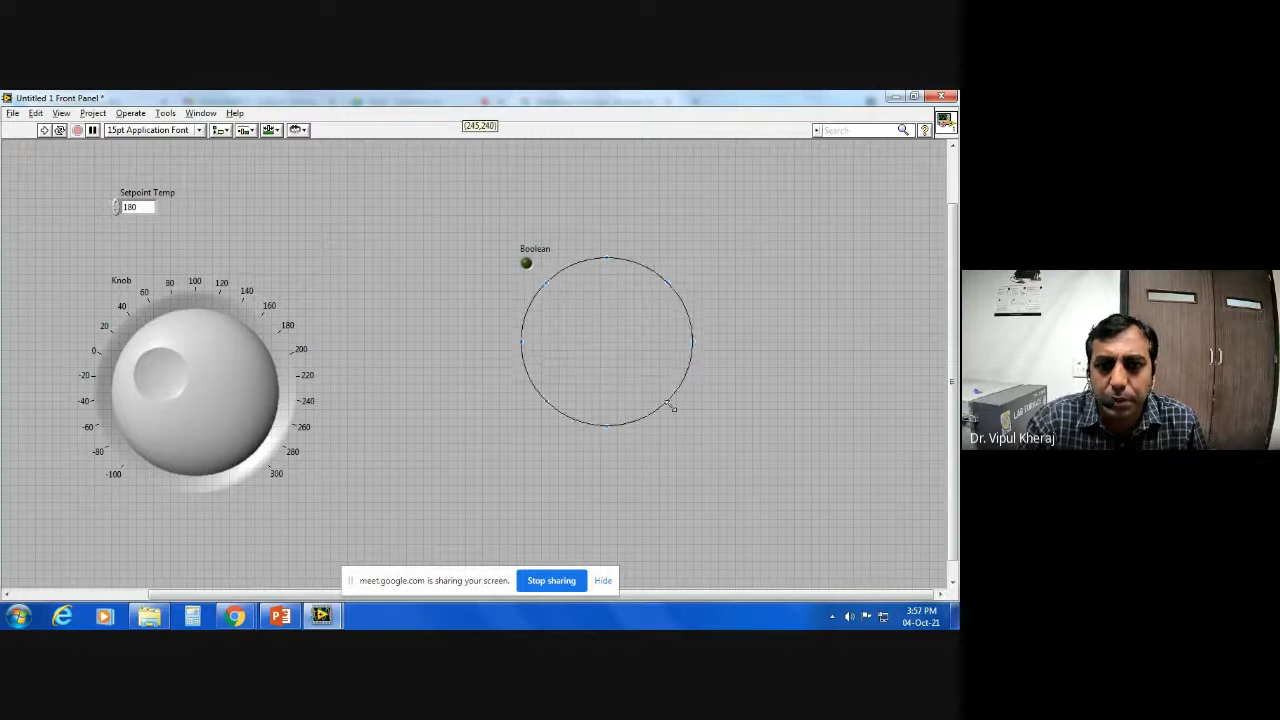 Untitled 1 Front Panel *
File Edit View Project Operate Tools Window Help
15pt Application Font
(245,240)
Search
Setpoint Temp
180
Boolean
Knob
-100
-80
-60
-40
-20
0
20
40
60
80
100
120
140
160
180
200
220
240
260
280
300
LAB FURNACE
Dr. Vipul Kheraj
meet.google.com is sharing your screen.
Stop sharing
Hide
3:57 PM
04-Oct-21